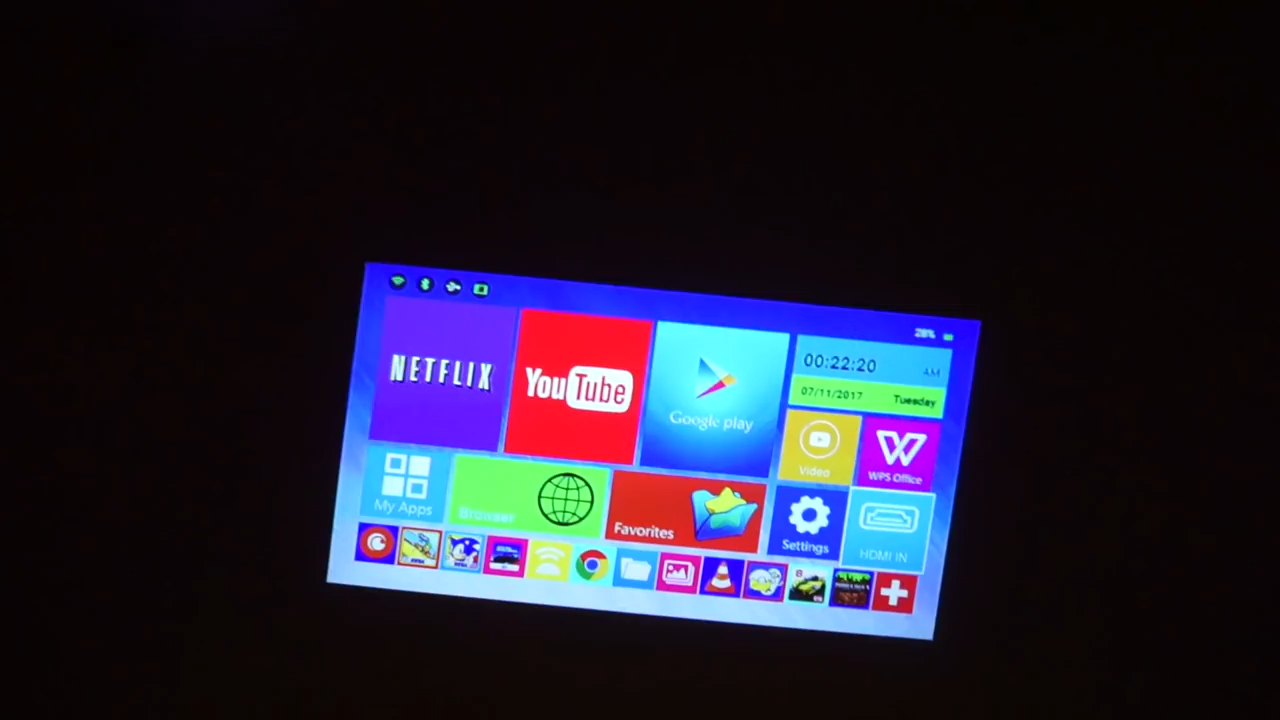 28%
NETFLIX
YouTube
Google play
00:22:20
AM
07/11/2017
Tuesday
Video
WPS Office
My Apps
Browser
Favorites
Settings
HDMI IN